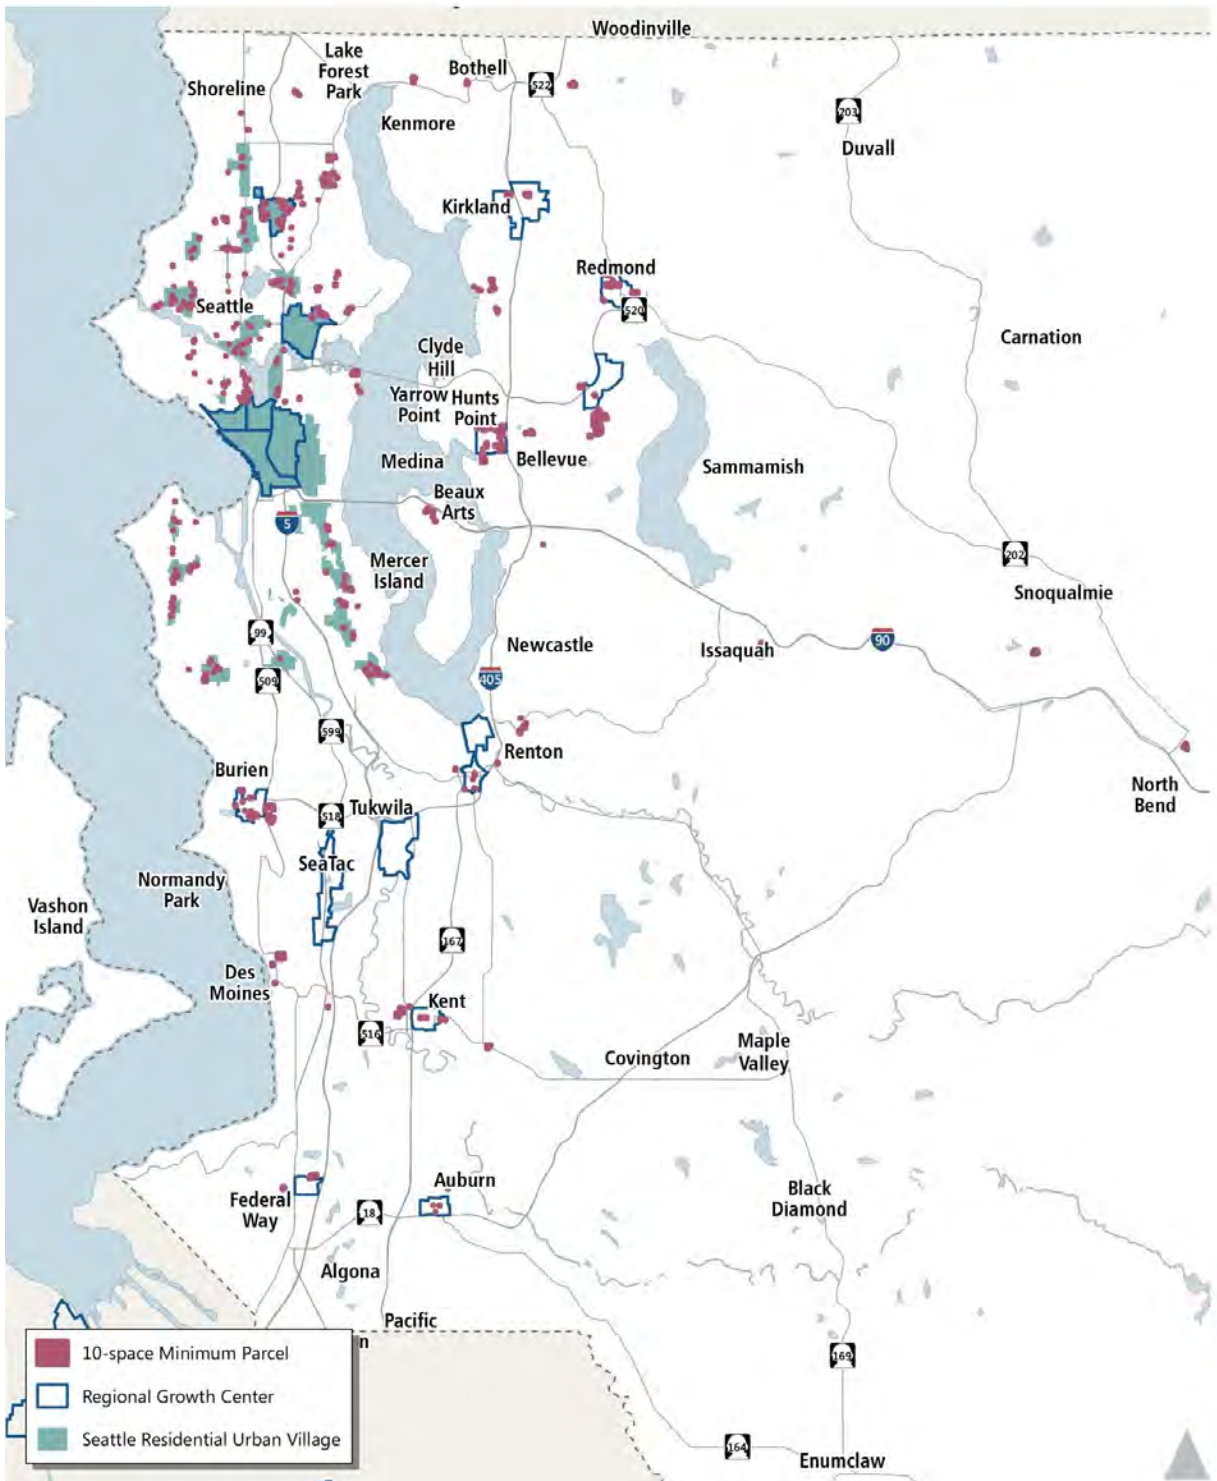 Woodinville
Lake
Forest
Park
Bothell
Shoreline
522
203
Kenmore
Duvall
Kirkland
Redmond
Seattle
520
Carnation
Clyde
Hill
Yarrow
Point
Hunts
Point
Medina
Bellevue
Sammamish
Beaux
Arts
5
202
Mercer
Island
Snoqualmie
99
Newcastle
Issaquah
90
509
405
599
Renton
Burien
North
Bend
Tukwila
518
SeaTac
Normandy
Park
Vashon
Island
167
Des
Moines
Kent
516
Covington
Maple
Valley
Auburn
Federal
Way
18
Black
Diamond
Algona
Pacific
n
10-space Minimum Parcel
169
Regional Growth Center
Seattle Residential Urban Village
164
Enumclaw